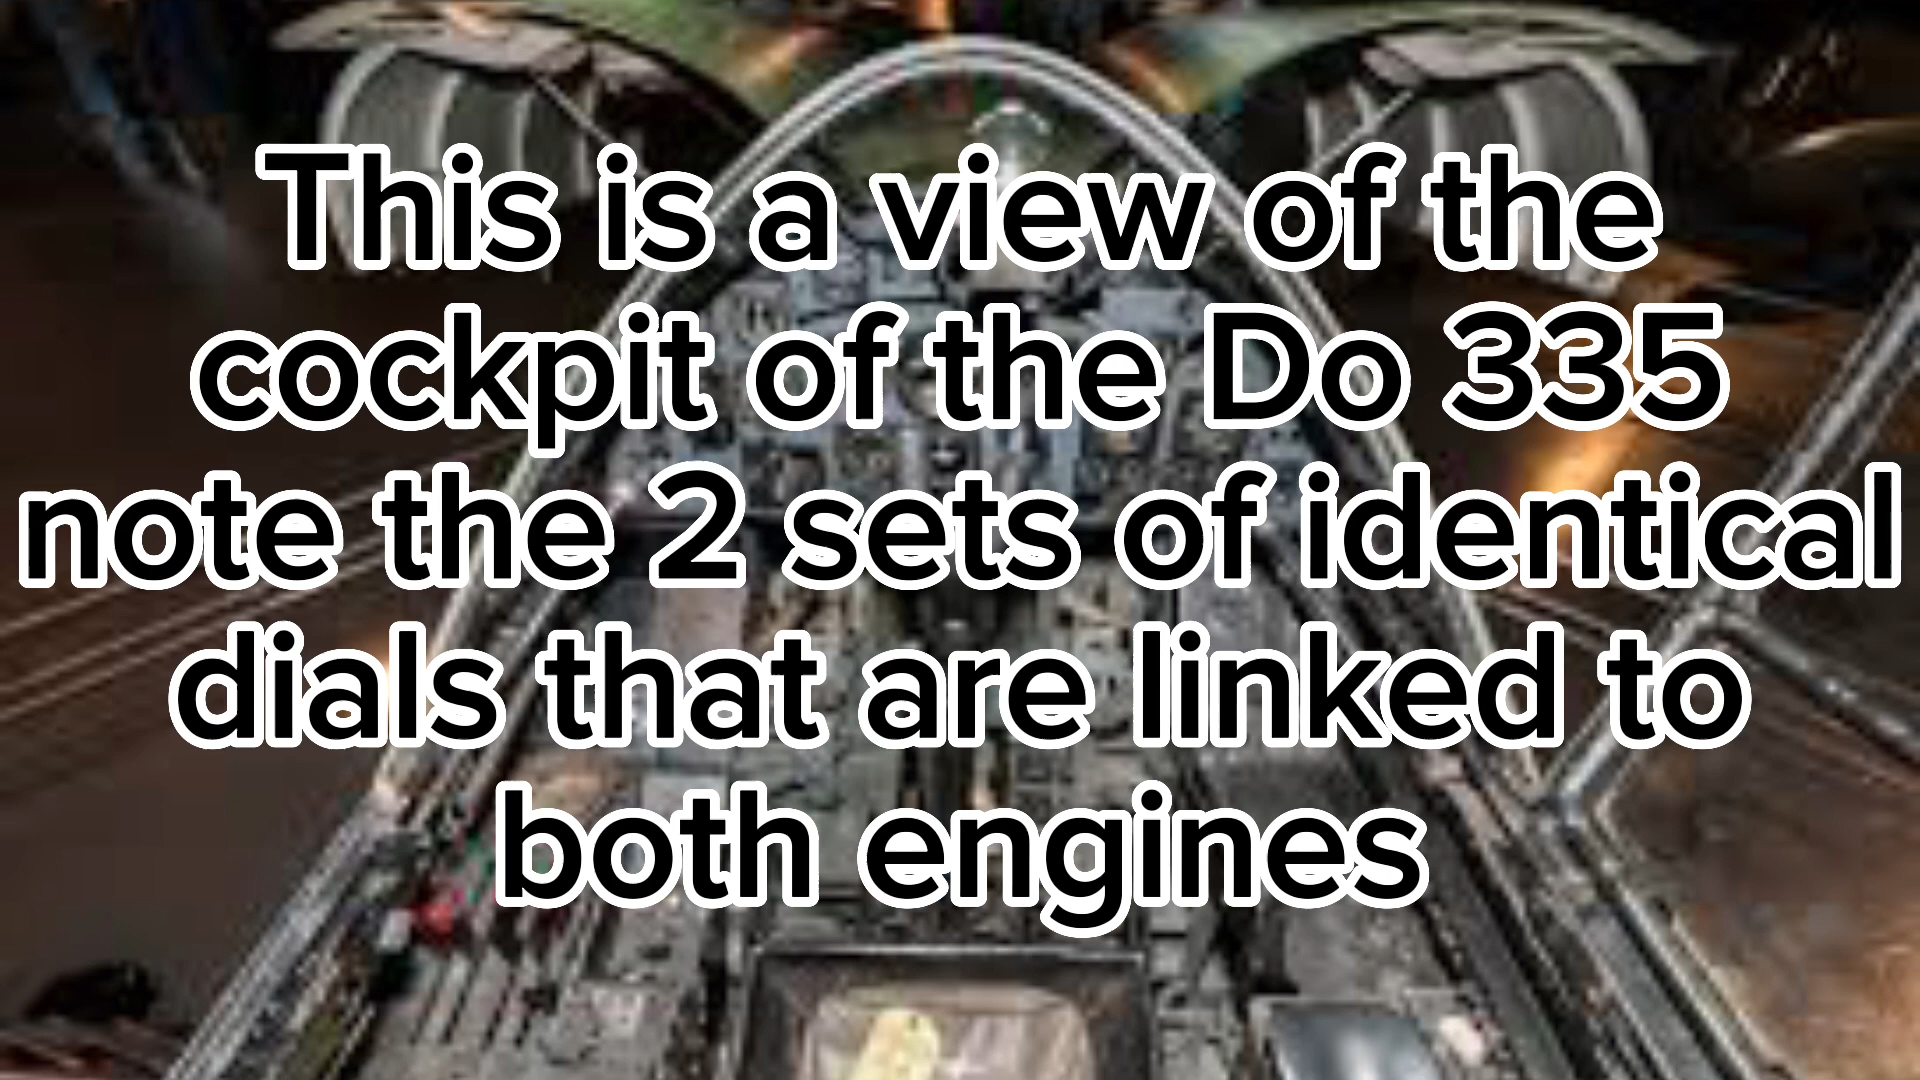 This is a view of the
cockpit of the Do 335
note the 2 sets of identical
dials that are linked to
both engines